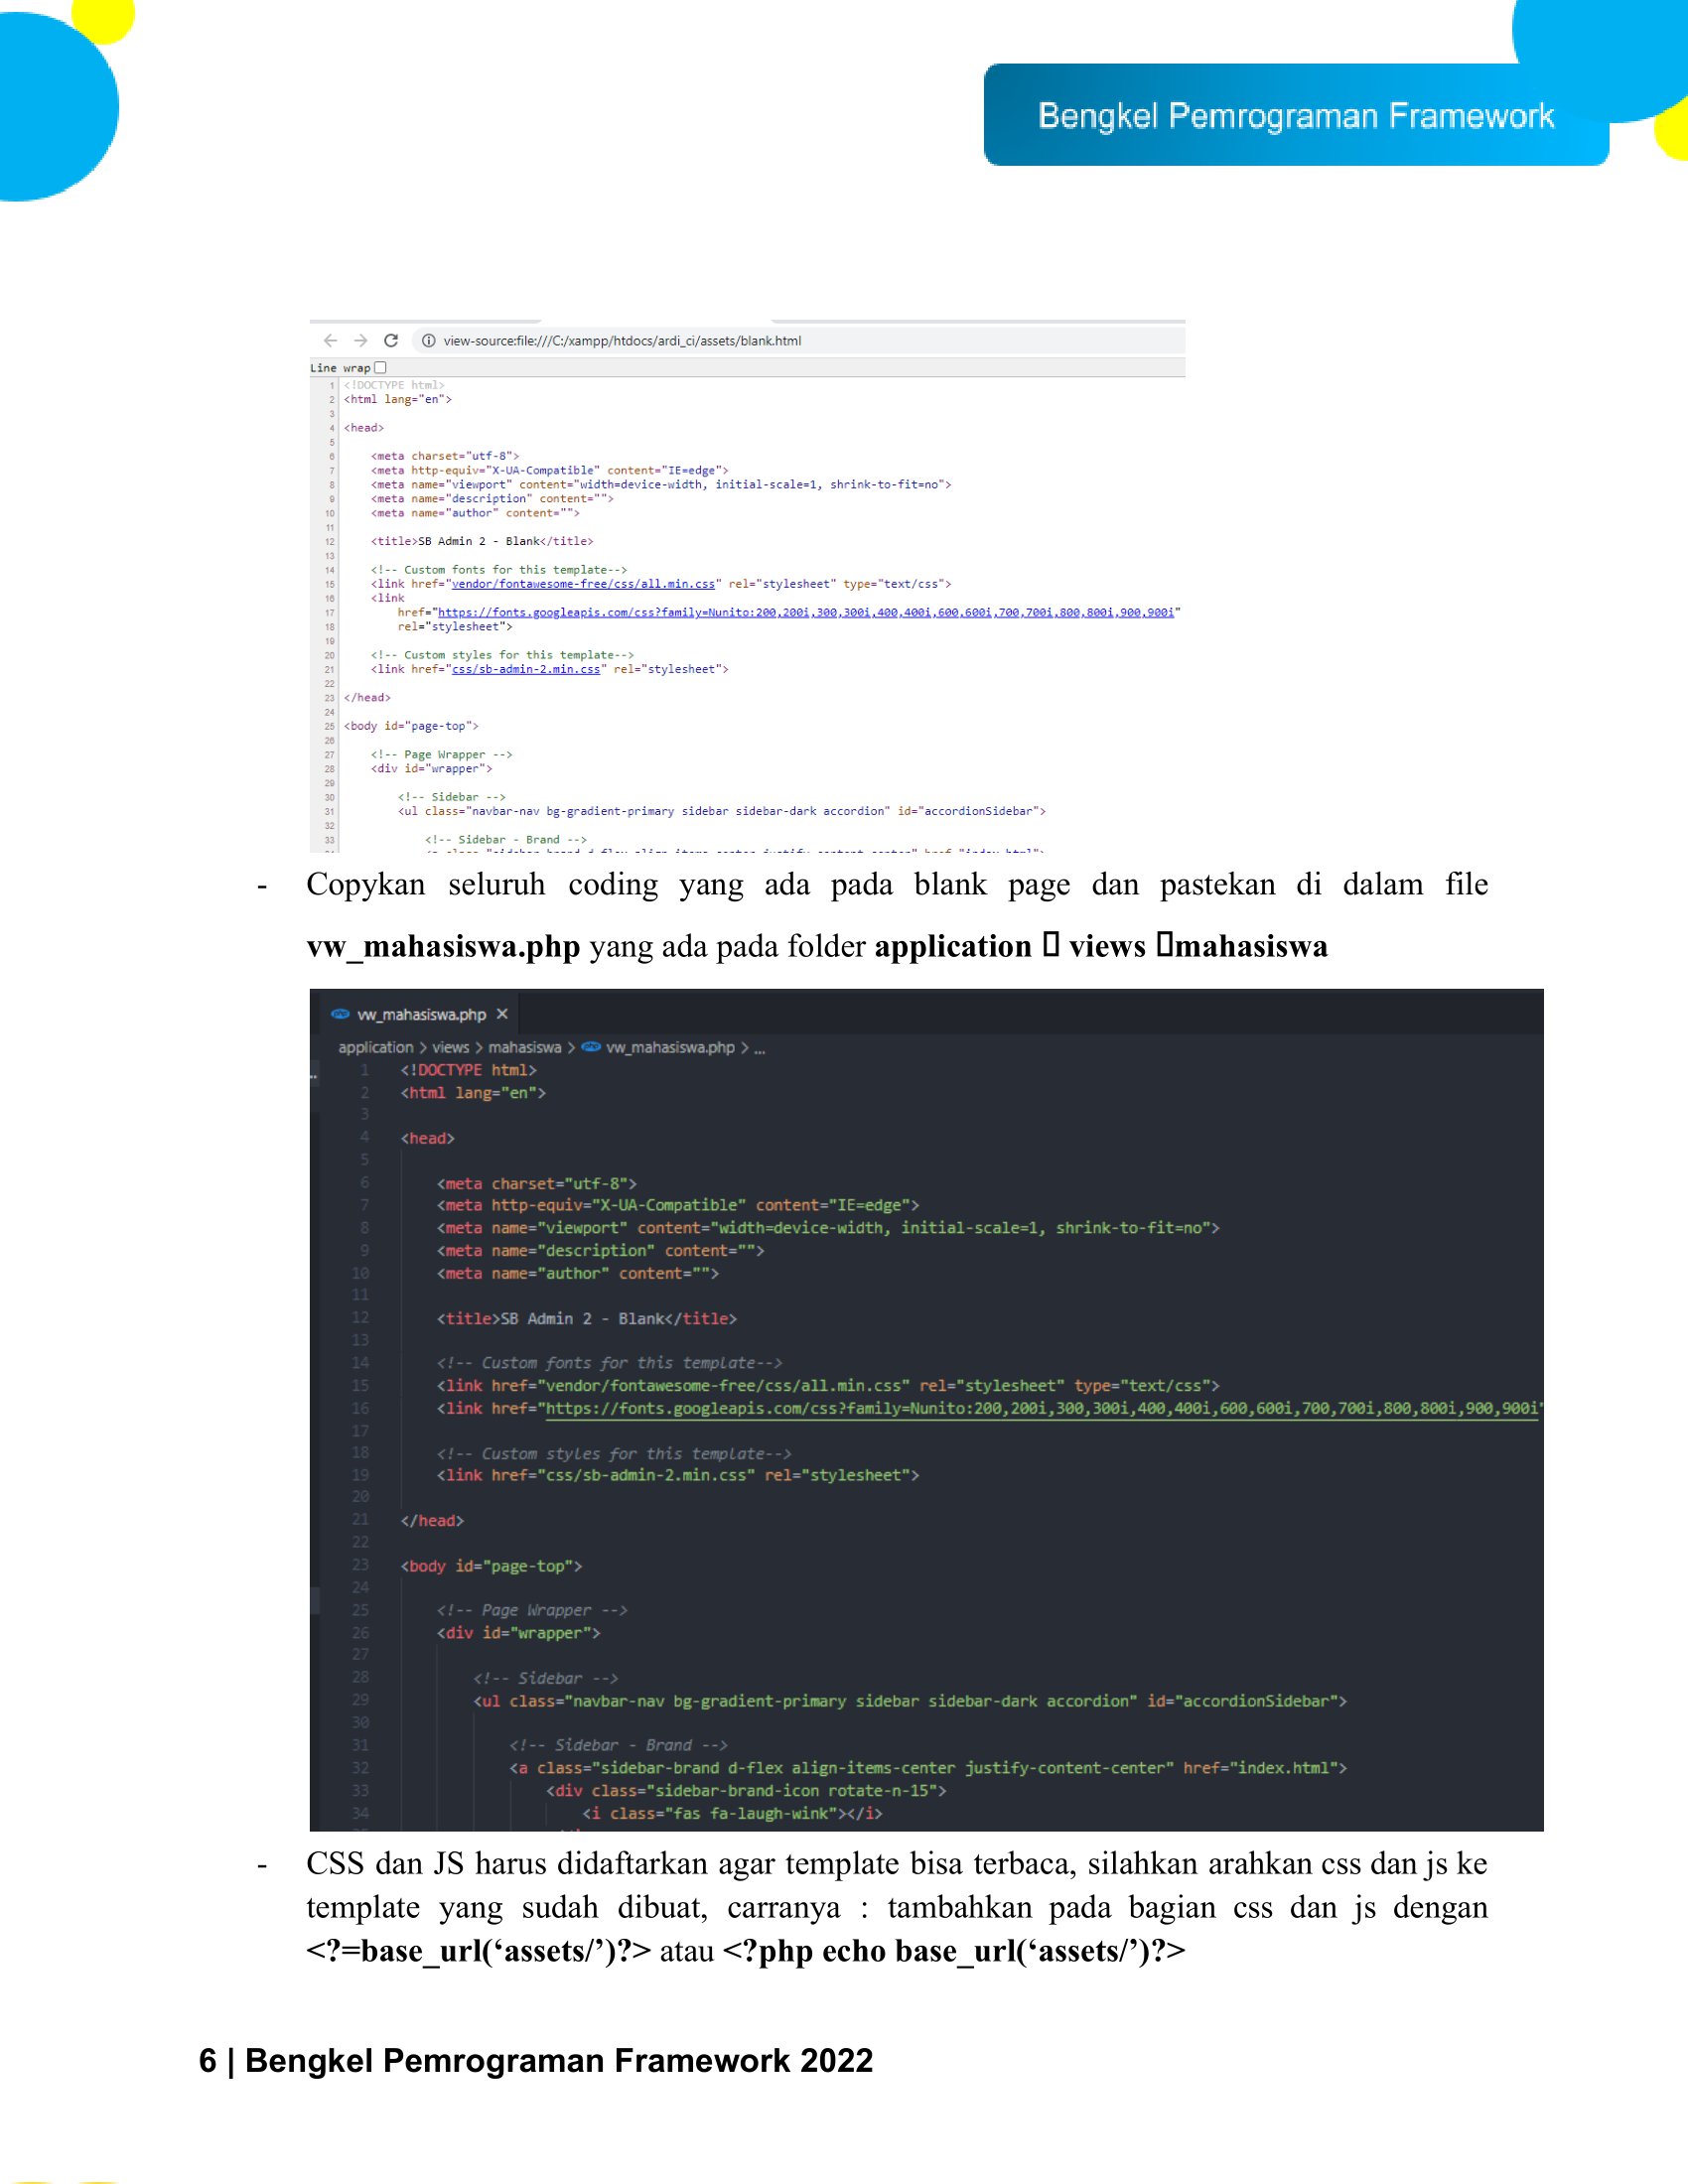 Bengkel Pemrograman Framework
view-source:file:///C:/xampp/htdocs/ardi_ci/assets/blank.html
Line wrap
1 <!DOCTYPE html>
2 <html lang="en">
3
4 <head>
5
6 <meta charset="utf-8">
7 <meta http-equiv="X-UA-Compatible" content="IE=edge">
8 <meta name="viewport" content="width=device-width, initial-scale=1, shrink-to-fit=no">
9 <meta name="description" content="">
10 <meta name="author" content="">
11
12 <title>SB Admin 2 - Blank</title>
13
14 <!-- Custom fonts for this template-->
15 <link href="vendor/fontawesome-free/css/all.min.css" rel="stylesheet" type="text/css">
16 <link
17 href="https://fonts.googleapis.com/css?family=Nunito:200,200i,300,300i,400,400i,600,600i,700,700i,800,800i,900,900i"
18 rel="stylesheet">
19
20 <!-- Custom styles for this template-->
21 <link href="css/sb-admin-2.min.css" rel="stylesheet">
22
23 </head>
24
25 <body id="page-top">
26
27 <!-- Page Wrapper -->
28 <div id="wrapper">
29
30 <!-- Sidebar -->
31 <ul class="navbar-nav bg-gradient-primary sidebar sidebar-dark accordion" id="accordionSidebar">
32
33 <!-- Sidebar - Brand -->
- Copykan seluruh coding yang ada pada blank page dan pastekan di dalam file
vw_mahasiswa.php yang ada pada folder application views mahasiswa
vw_mahasiswa.php
application > views > mahasiswa > vw_mahasiswa.php > ...
1 <!DOCTYPE html>
2 <html lang="en">
3
4 <head>
5
6 <meta charset="utf-8">
7 <meta http-equiv="X-UA-Compatible" content="IE=edge">
8 <meta name="viewport" content="width=device-width, initial-scale=1, shrink-to-fit=no">
9 <meta name="description" content="">
10 <meta name="author" content="">
11
12 <title>SB Admin 2 - Blank</title>
13
14 <!-- Custom fonts for this template-->
15 <link href="vendor/fontawesome-free/css/all.min.css" rel="stylesheet" type="text/css">
16 <link href="https://fonts.googleapis.com/css?family=Nunito:200,200i,300,300i,400,400i,600,600i,700,700i,800,800i,900,900i"
17
18 <!-- Custom styles for this template-->
19 <link href="css/sb-admin-2.min.css" rel="stylesheet">
20
21 </head>
22
23 <body id="page-top">
24
25 <!-- Page Wrapper -->
26 <div id="wrapper">
27
28 <!-- Sidebar -->
29 <ul class="navbar-nav bg-gradient-primary sidebar sidebar-dark accordion" id="accordionSidebar">
30
31 <!-- Sidebar - Brand -->
32 <a class="sidebar-brand d-flex align-items-center justify-content-center" href="index.html">
33 <div class="sidebar-brand-icon rotate-n-15">
34 <i class="fas fa-laugh-wink"></i>
- CSS dan JS harus didaftarkan agar template bisa terbaca, silahkan arahkan css dan js ke
template yang sudah dibuat, carranya : tambahkan pada bagian css dan js dengan
<?=base_url(‘assets/’)?> atau <?php echo base_url(‘assets/’)?>
6 | Bengkel Pemrograman Framework 2022